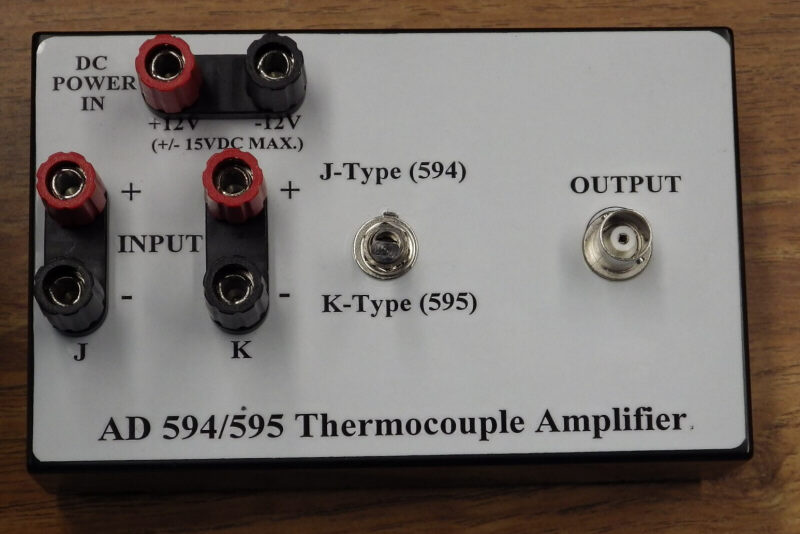 DC
POWER
IN
+12V -12V
(+/- 15VDC MAX.)
+ + J-Type (594)
OUTPUT
INPUT
- - K-Type (595)
J K
AD 594/595 Thermocouple Amplifier